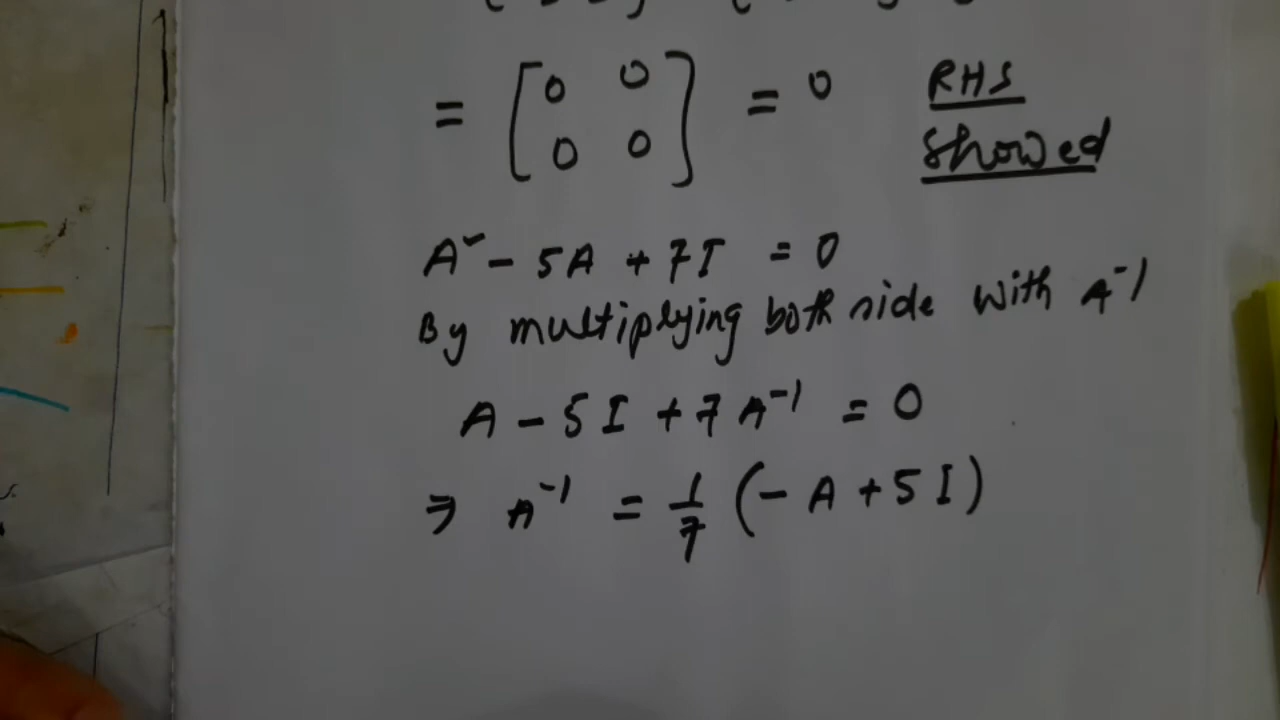 = [0 0
0 0] = 0 RHS
Showed
A² - 5A + 7I = 0
By multiplying both side with A⁻¹
A - 5I + 7A⁻¹ = 0
⇒ A⁻¹ = 1/7 (- A + 5I)